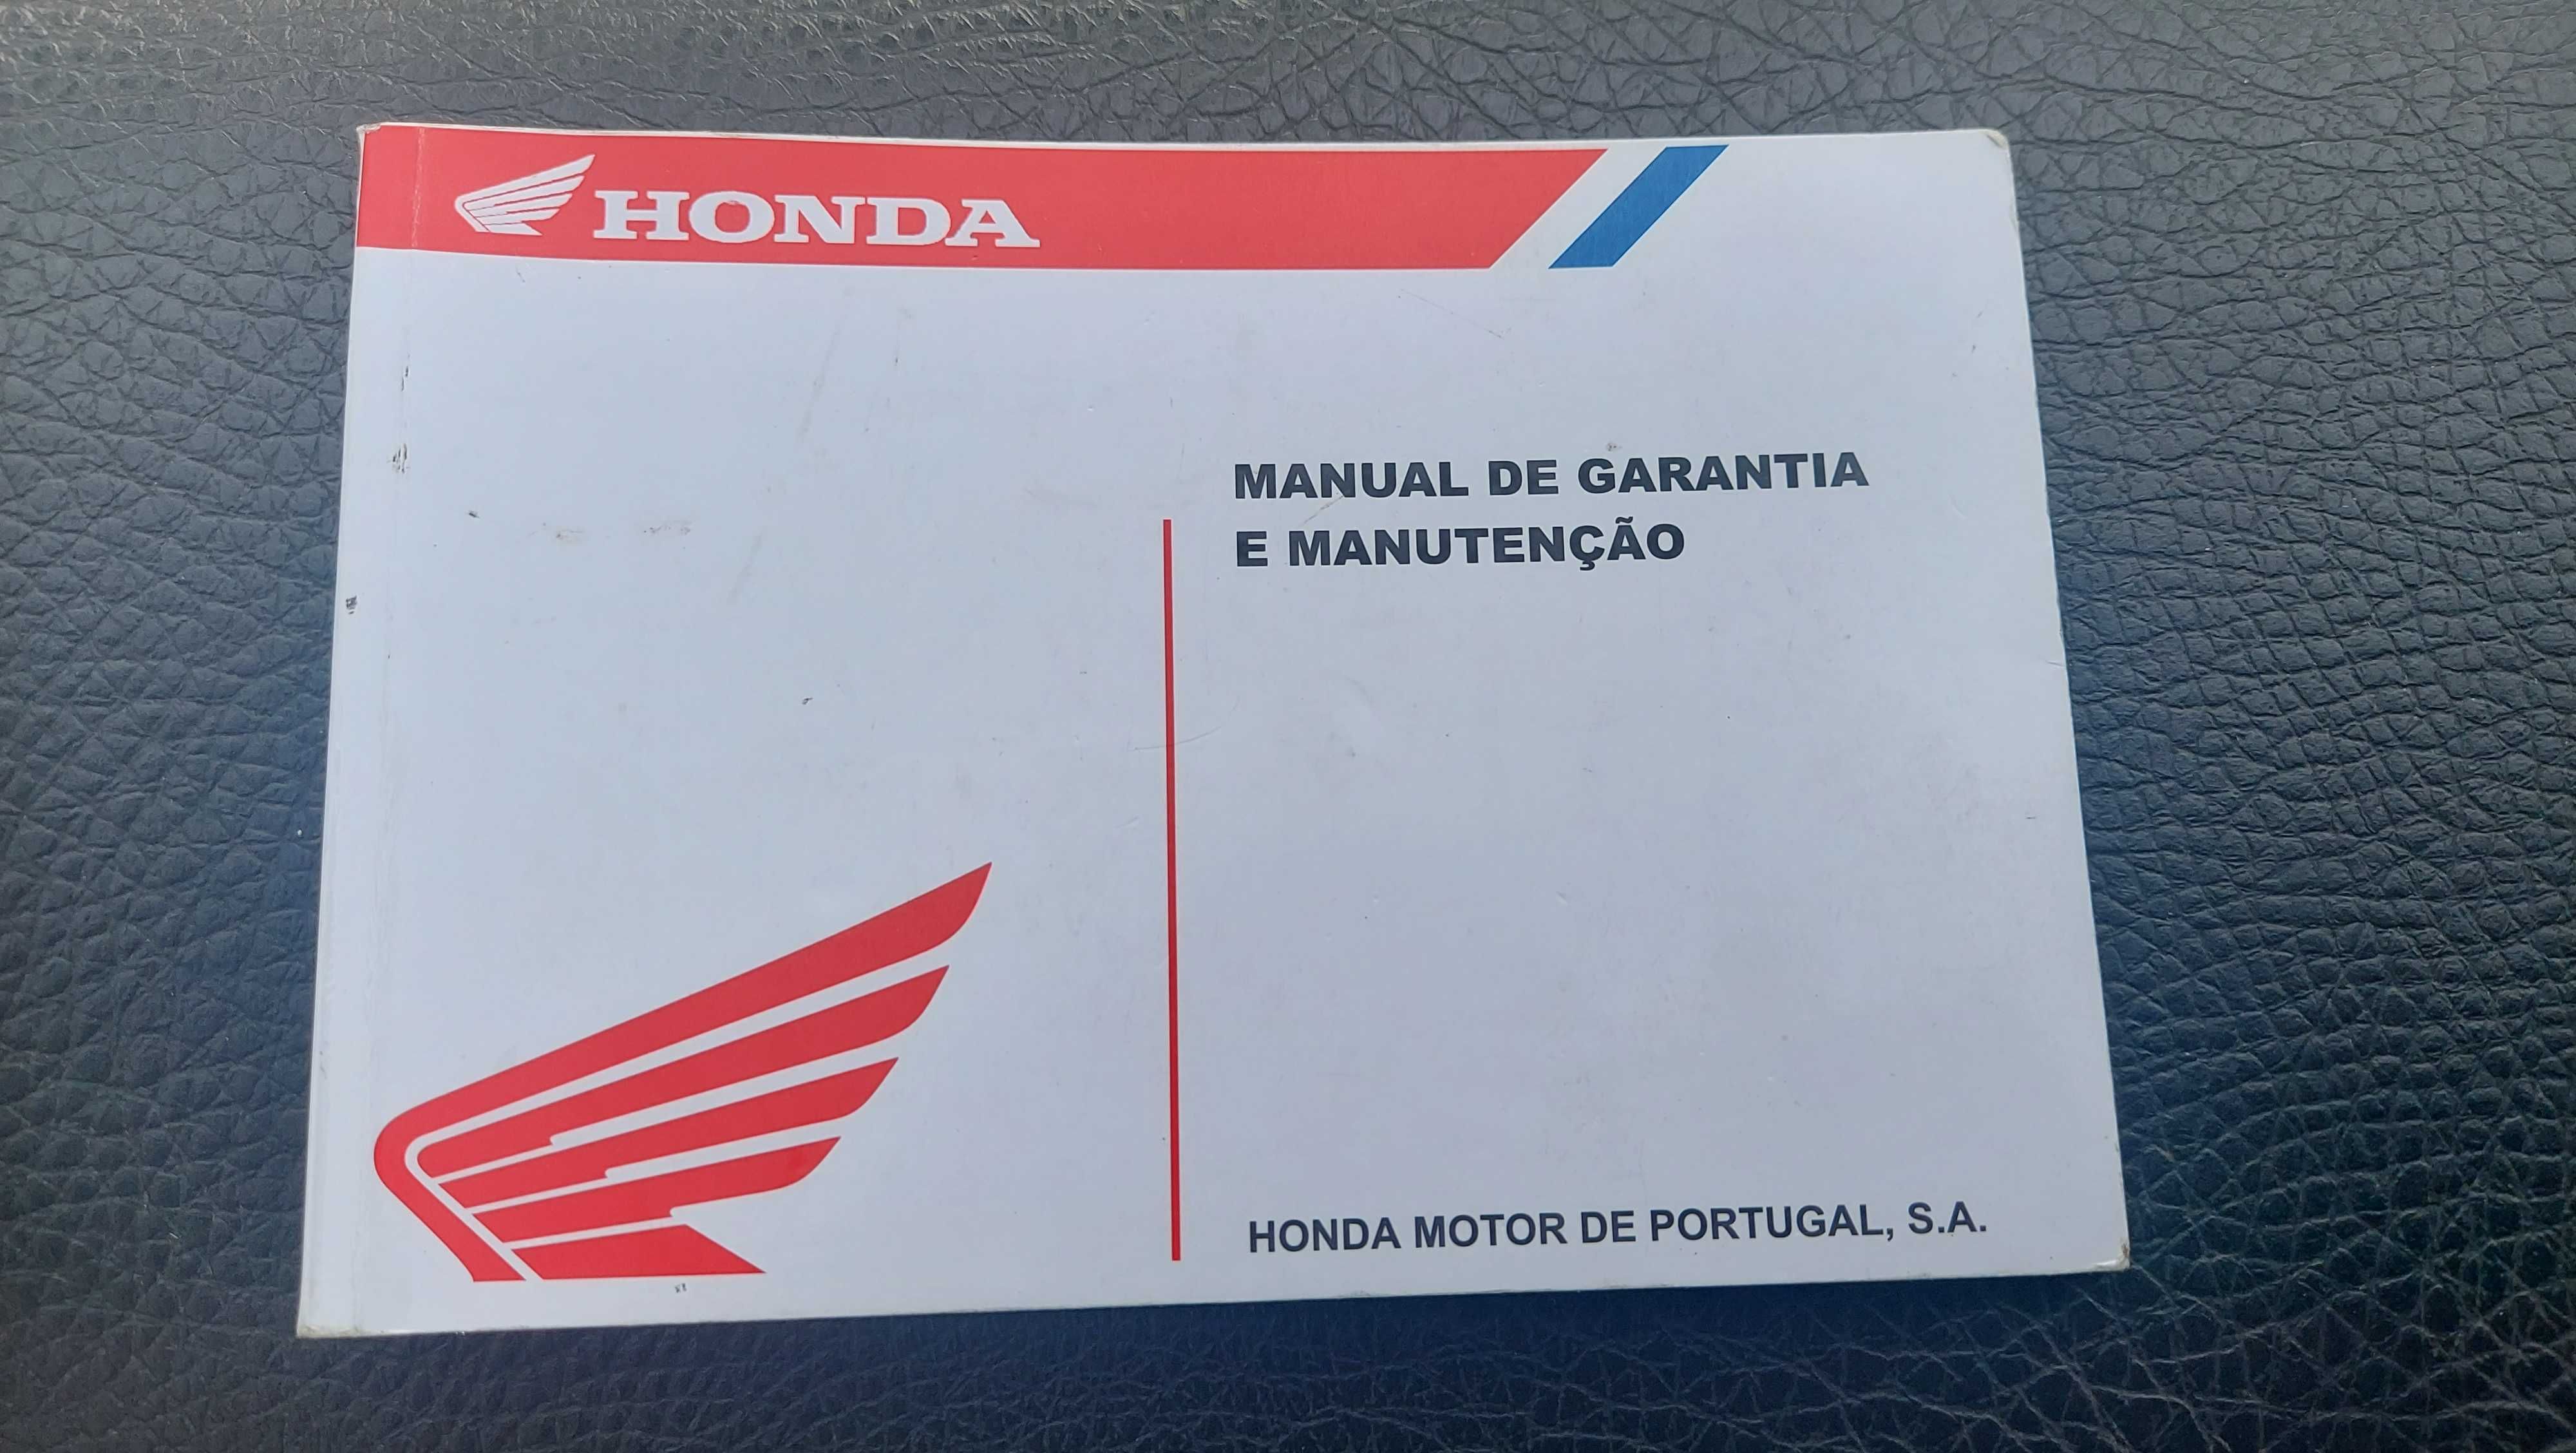 HONDA
MANUAL DE GARANTIA
E MANUTENÇÃO
HONDA MOTOR DE PORTUGAL, S.A.